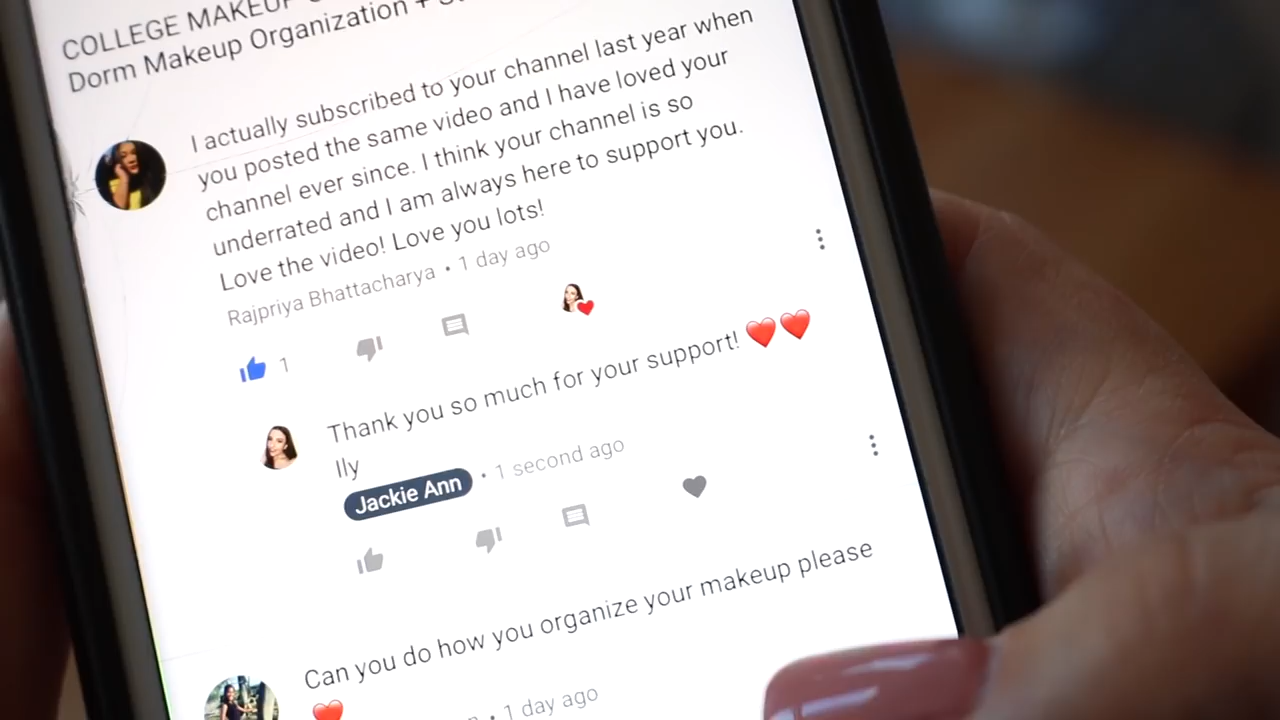 COLLEGE MAKEUP
Dorm Makeup Organization +
I actually subscribed to your channel last year when
you posted the same video and I have loved your
channel ever since. I think your channel is so
underrated and I am always here to support you.
Love the video! Love you lots!
Rajpriya Bhattacharya • 1 day ago
1
Thank you so much for your support! ❤️❤️
Ily
Jackie Ann • 1 second ago
Can you do how you organize your makeup please
❤️
• 1 day ago